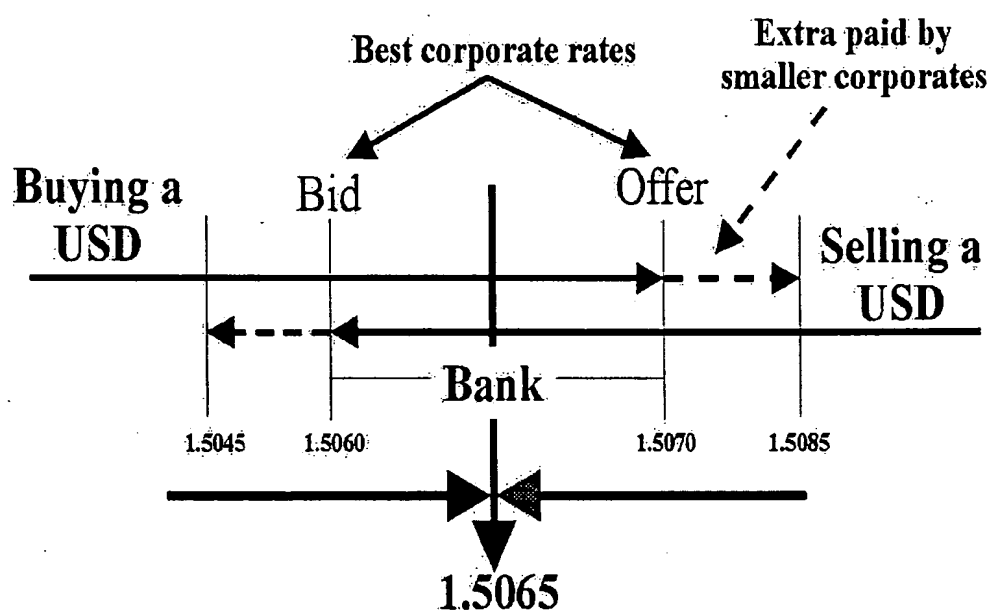 Best corporate rates
Extra paid by
smaller corporates
Buying a
USD
Bid
Offer
Selling a
USD
Bank
1.5045
1.5060
1.5070
1.5085
1.5065